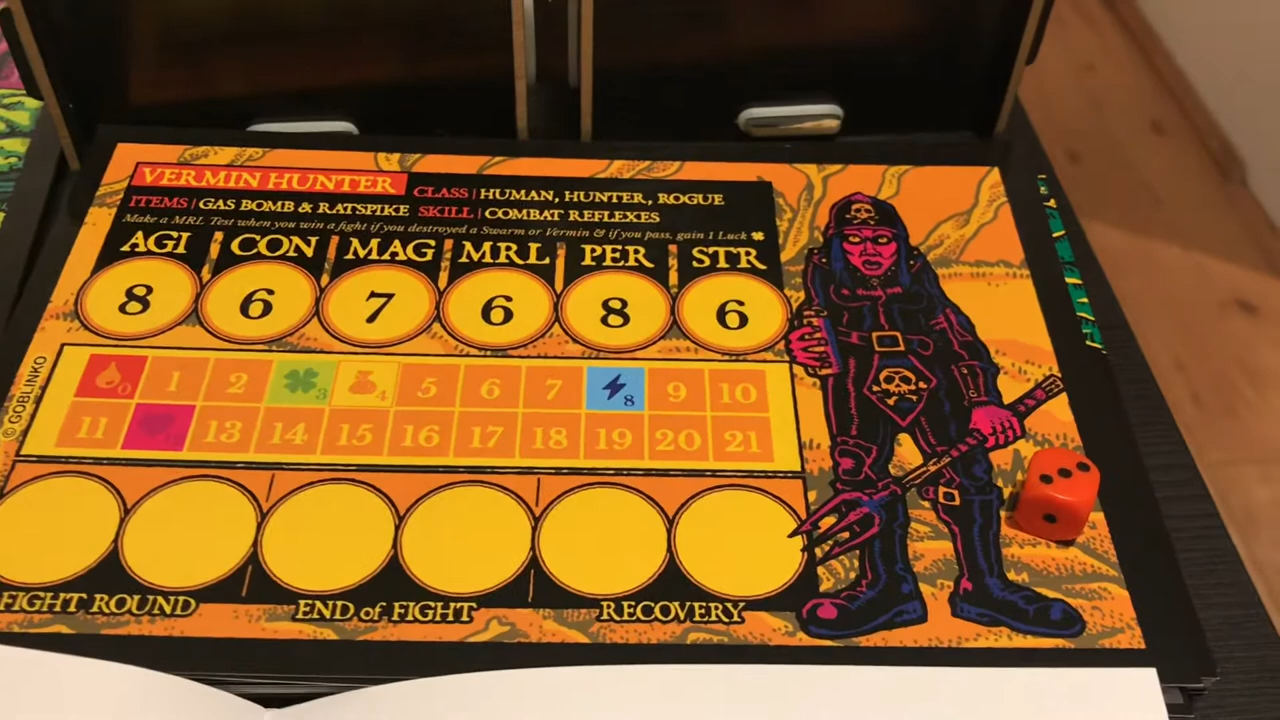 VERMIN HUNTER CLASS | HUMAN, HUNTER, ROGUE
ITEMS | GAS BOMB & RATSPIKE SKILL | COMBAT REFLEXES
Make a MRL Test when you win a fight if you destroyed a Swarm or Vermin & if you pass, gain 1 Luck
AGI CON MAG MRL PER STR
8 6 7 6 8 6
0 1 2 3 4 5 6 7 8 9 10
11 13 14 15 16 17 18 19 20 21
© GOBLINKO
FIGHT ROUND END of FIGHT RECOVERY